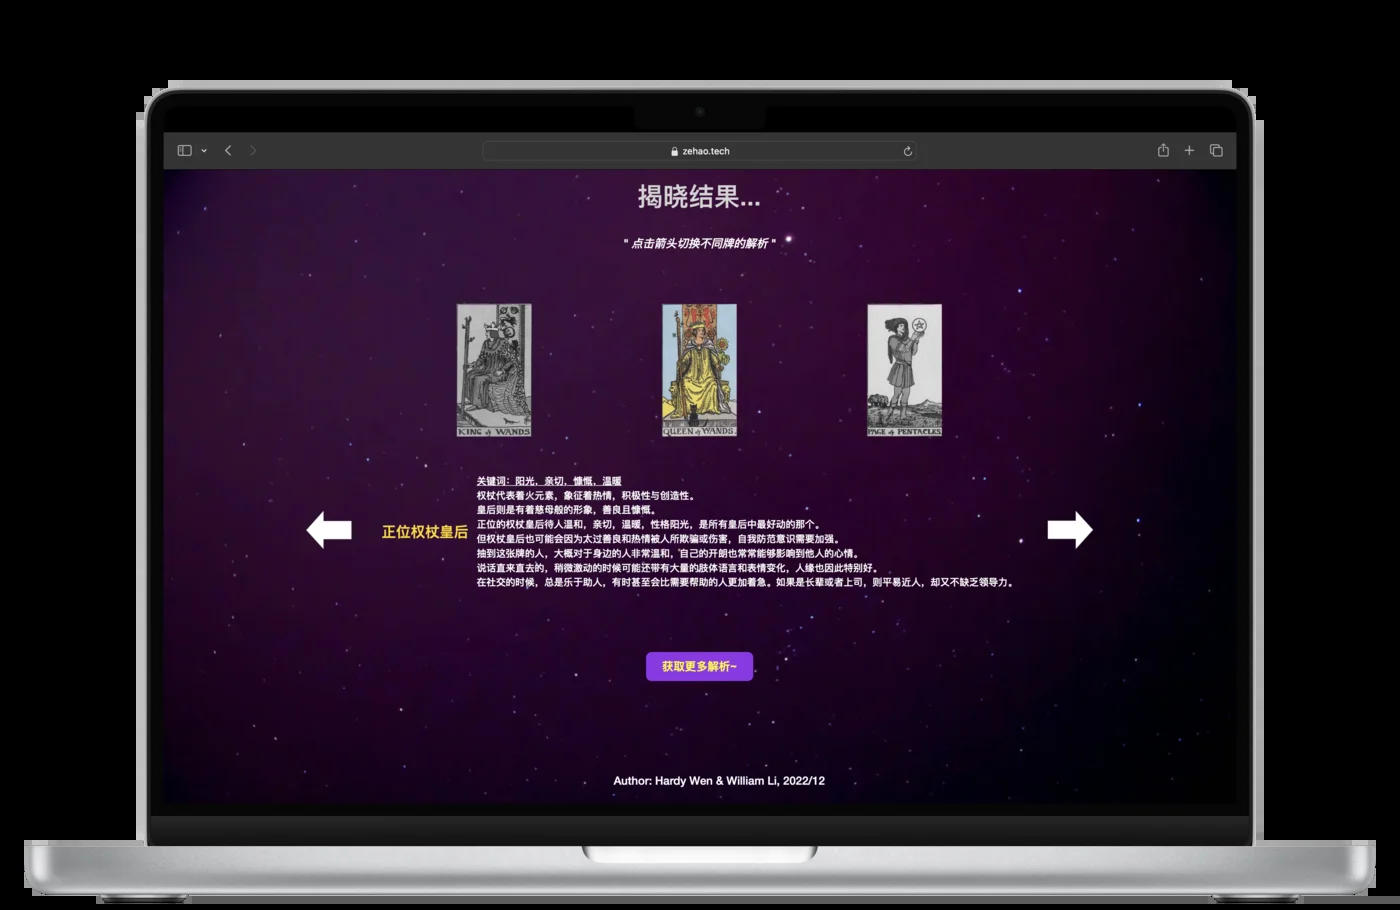 zehao.tech
揭晓结果...
" 点击箭头切换不同牌的解析 "
KING of WANDS
QUEEN of WANDS.
PAGE of PENTACLES
关键词：阳光，亲切，慷慨，温暖
权杖代表着火元素，象征着热情，积极性与创造性。
皇后则是有着慈母般的形象，善良且慷慨。
正位的权杖皇后待人温和，亲切，温暖，性格阳光，是所有皇后中最好动的那个。
正位权杖皇后
但权杖皇后也可能会因为太过善良和热情被人所欺骗或伤害，自我防范意识需要加强。
抽到这张牌的人，大概对于身边的人非常温和，自己的开朗也常常能够影响到他人的心情。
说话直来直去的，稍微激动的时候可能还带有大量的肢体语言和表情变化，人缘也因此特别好。
在社交的时候，总是乐于助人，有时甚至会比需要帮助的人更加着急。如果是长辈或者上司，则平易近人，却又不缺乏领导力。
获取更多解析~
Author: Hardy Wen & William Li, 2022/12